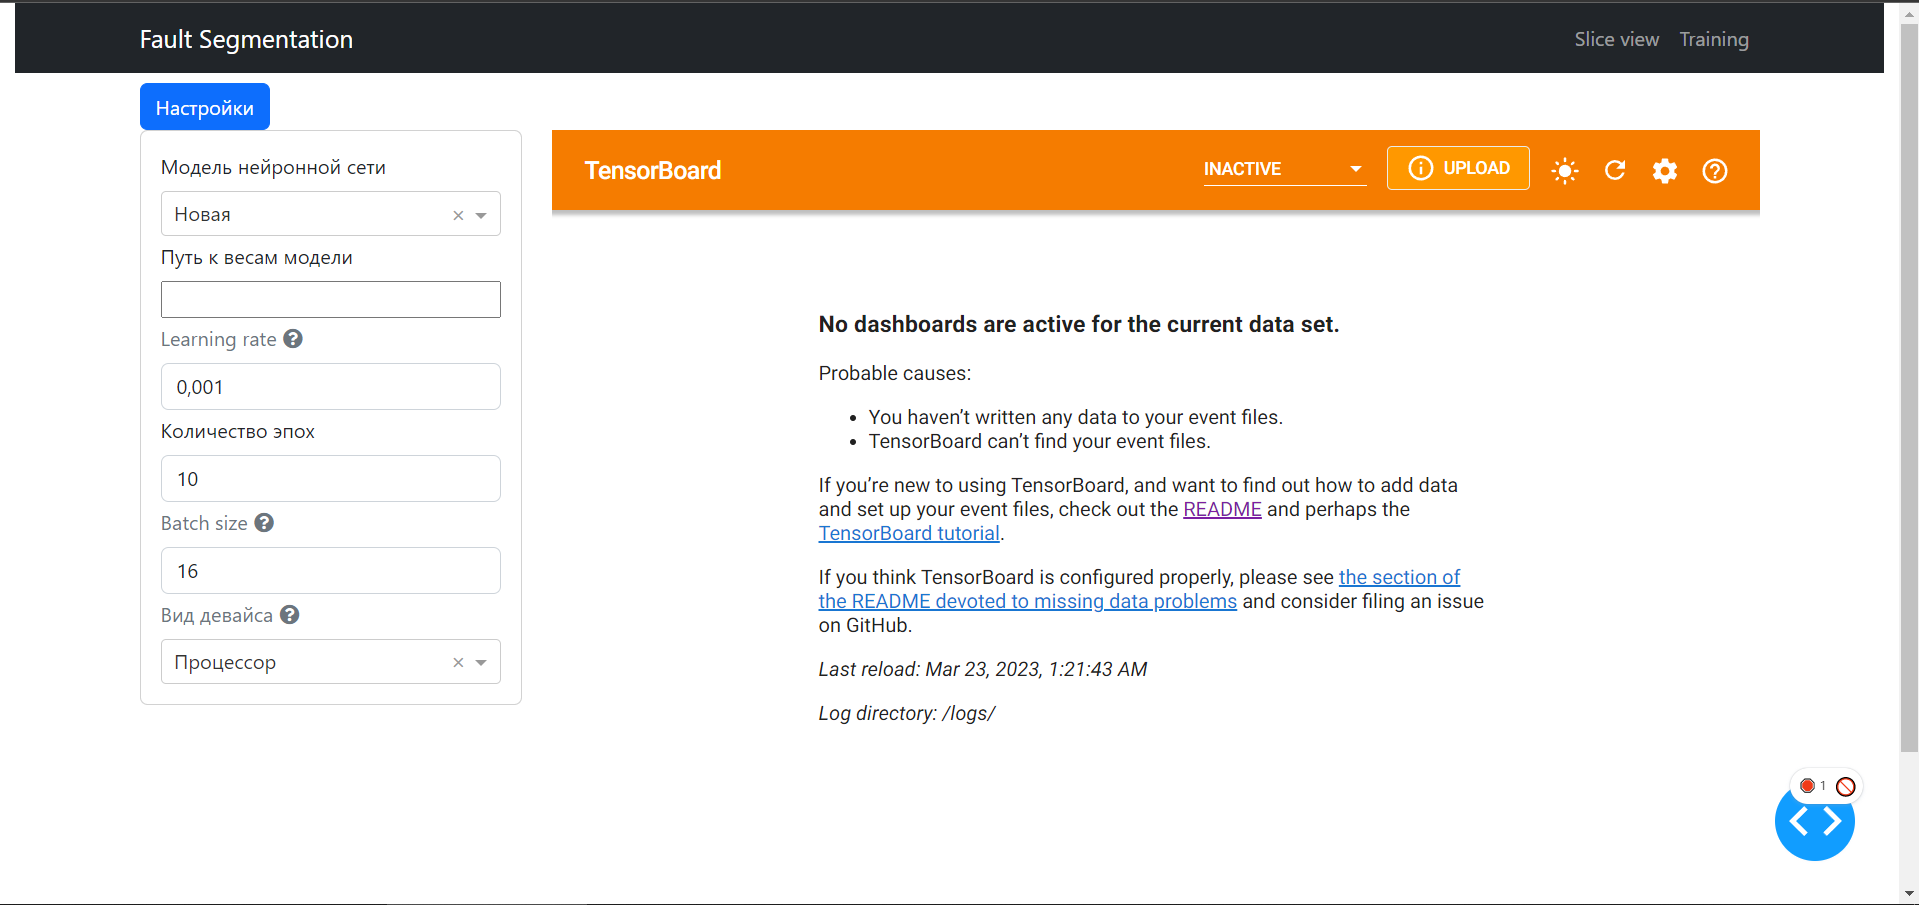 Fault Segmentation
Slice view
Training
Настройки
Модель нейронной сети
Новая
Путь к весам модели
Learning rate
0,001
Количество эпох
10
Batch size
16
Вид девайса
Процессор
TensorBoard
INACTIVE
UPLOAD
No dashboards are active for the current data set.
Probable causes:
• You haven’t written any data to your event files.
• TensorBoard can’t find your event files.
If you’re new to using TensorBoard, and want to find out how to add data
and set up your event files, check out the README and perhaps the
TensorBoard tutorial.
If you think TensorBoard is configured properly, please see the section of
the README devoted to missing data problems and consider filing an issue
on GitHub.
Last reload: Mar 23, 2023, 1:21:43 AM
Log directory: /logs/
1